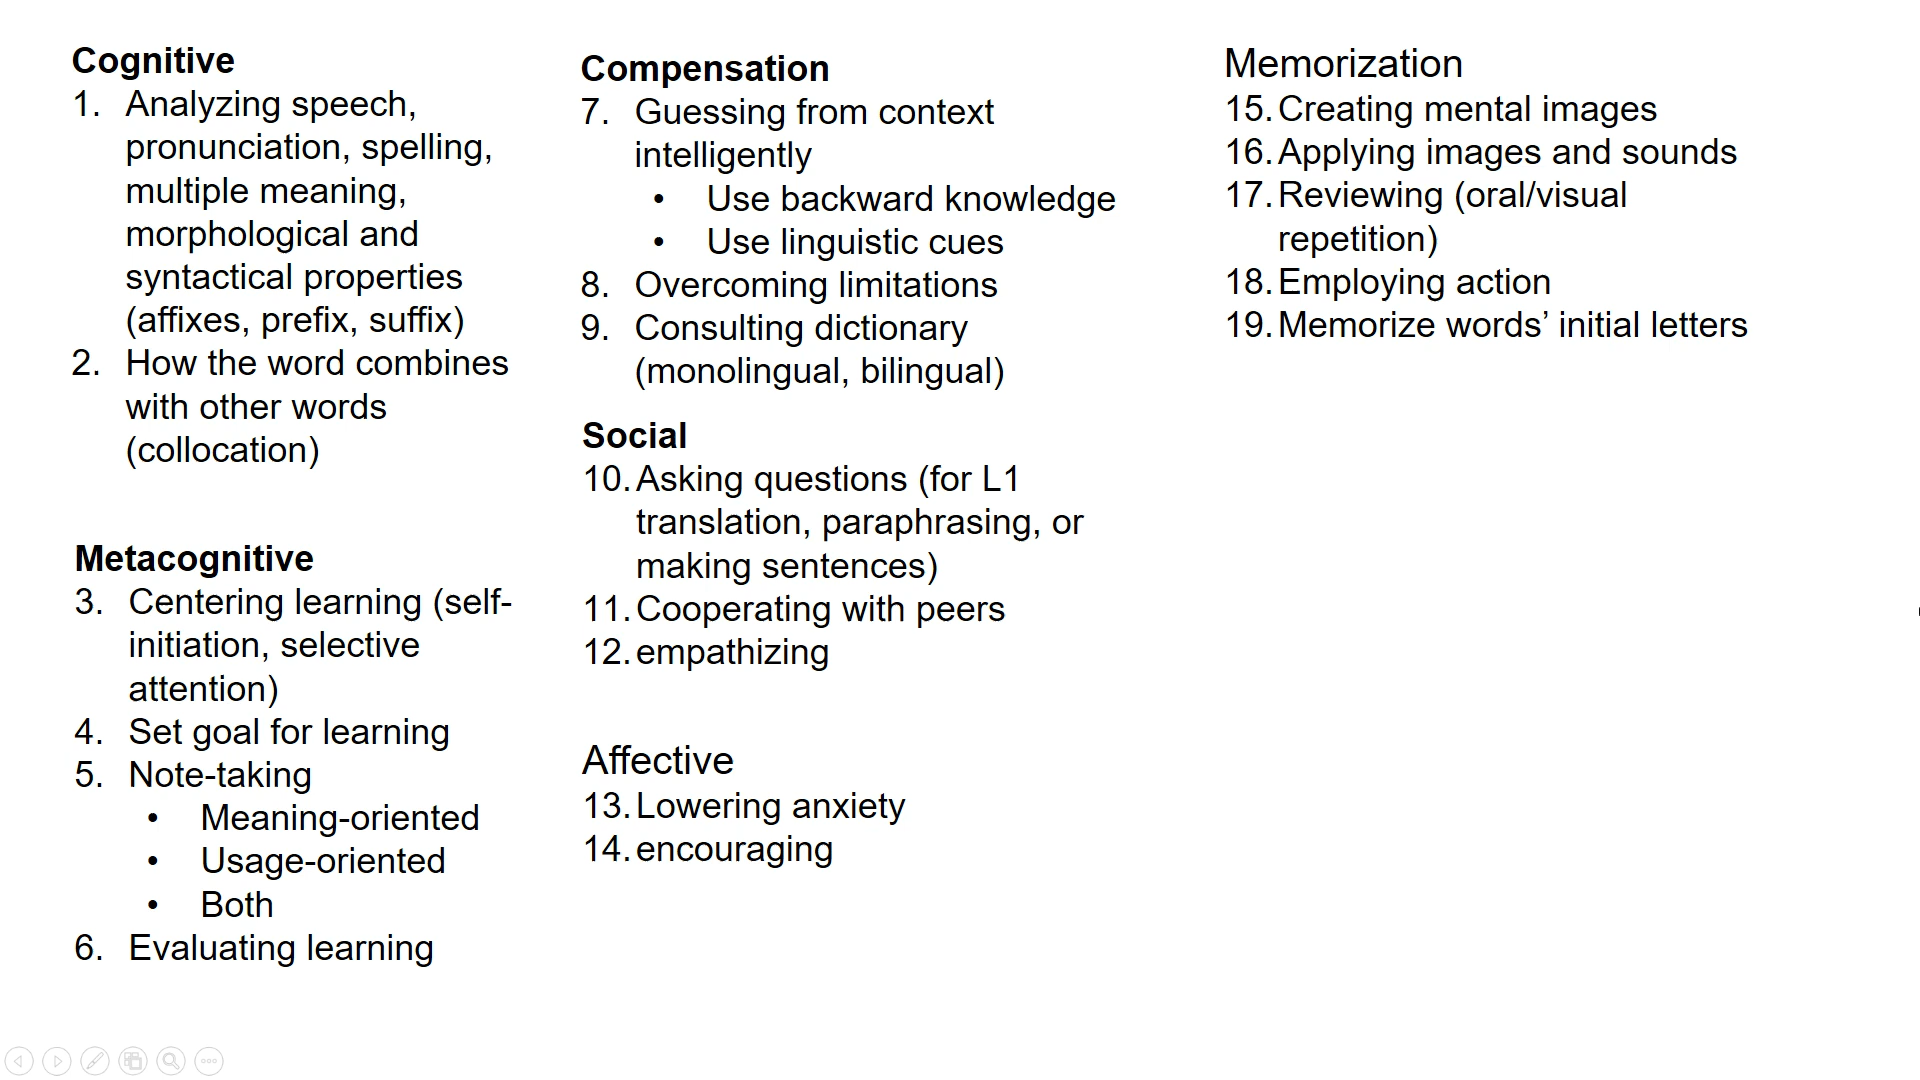 Cognitive
1. Analyzing speech,
pronunciation, spelling,
multiple meaning,
morphological and
syntactical properties
(affixes, prefix, suffix)
2. How the word combines
with other words
(collocation)
Metacognitive
3. Centering learning (self-
initiation, selective
attention)
4. Set goal for learning
5. Note-taking
• Meaning-oriented
• Usage-oriented
• Both
6. Evaluating learning
Compensation
7. Guessing from context
intelligently
• Use backward knowledge
• Use linguistic cues
8. Overcoming limitations
9. Consulting dictionary
(monolingual, bilingual)
Social
10. Asking questions (for L1
translation, paraphrasing, or
making sentences)
11. Cooperating with peers
12. empathizing
Affective
13. Lowering anxiety
14. encouraging
Memorization
15. Creating mental images
16. Applying images and sounds
17. Reviewing (oral/visual
repetition)
18. Employing action
19. Memorize words’ initial letters